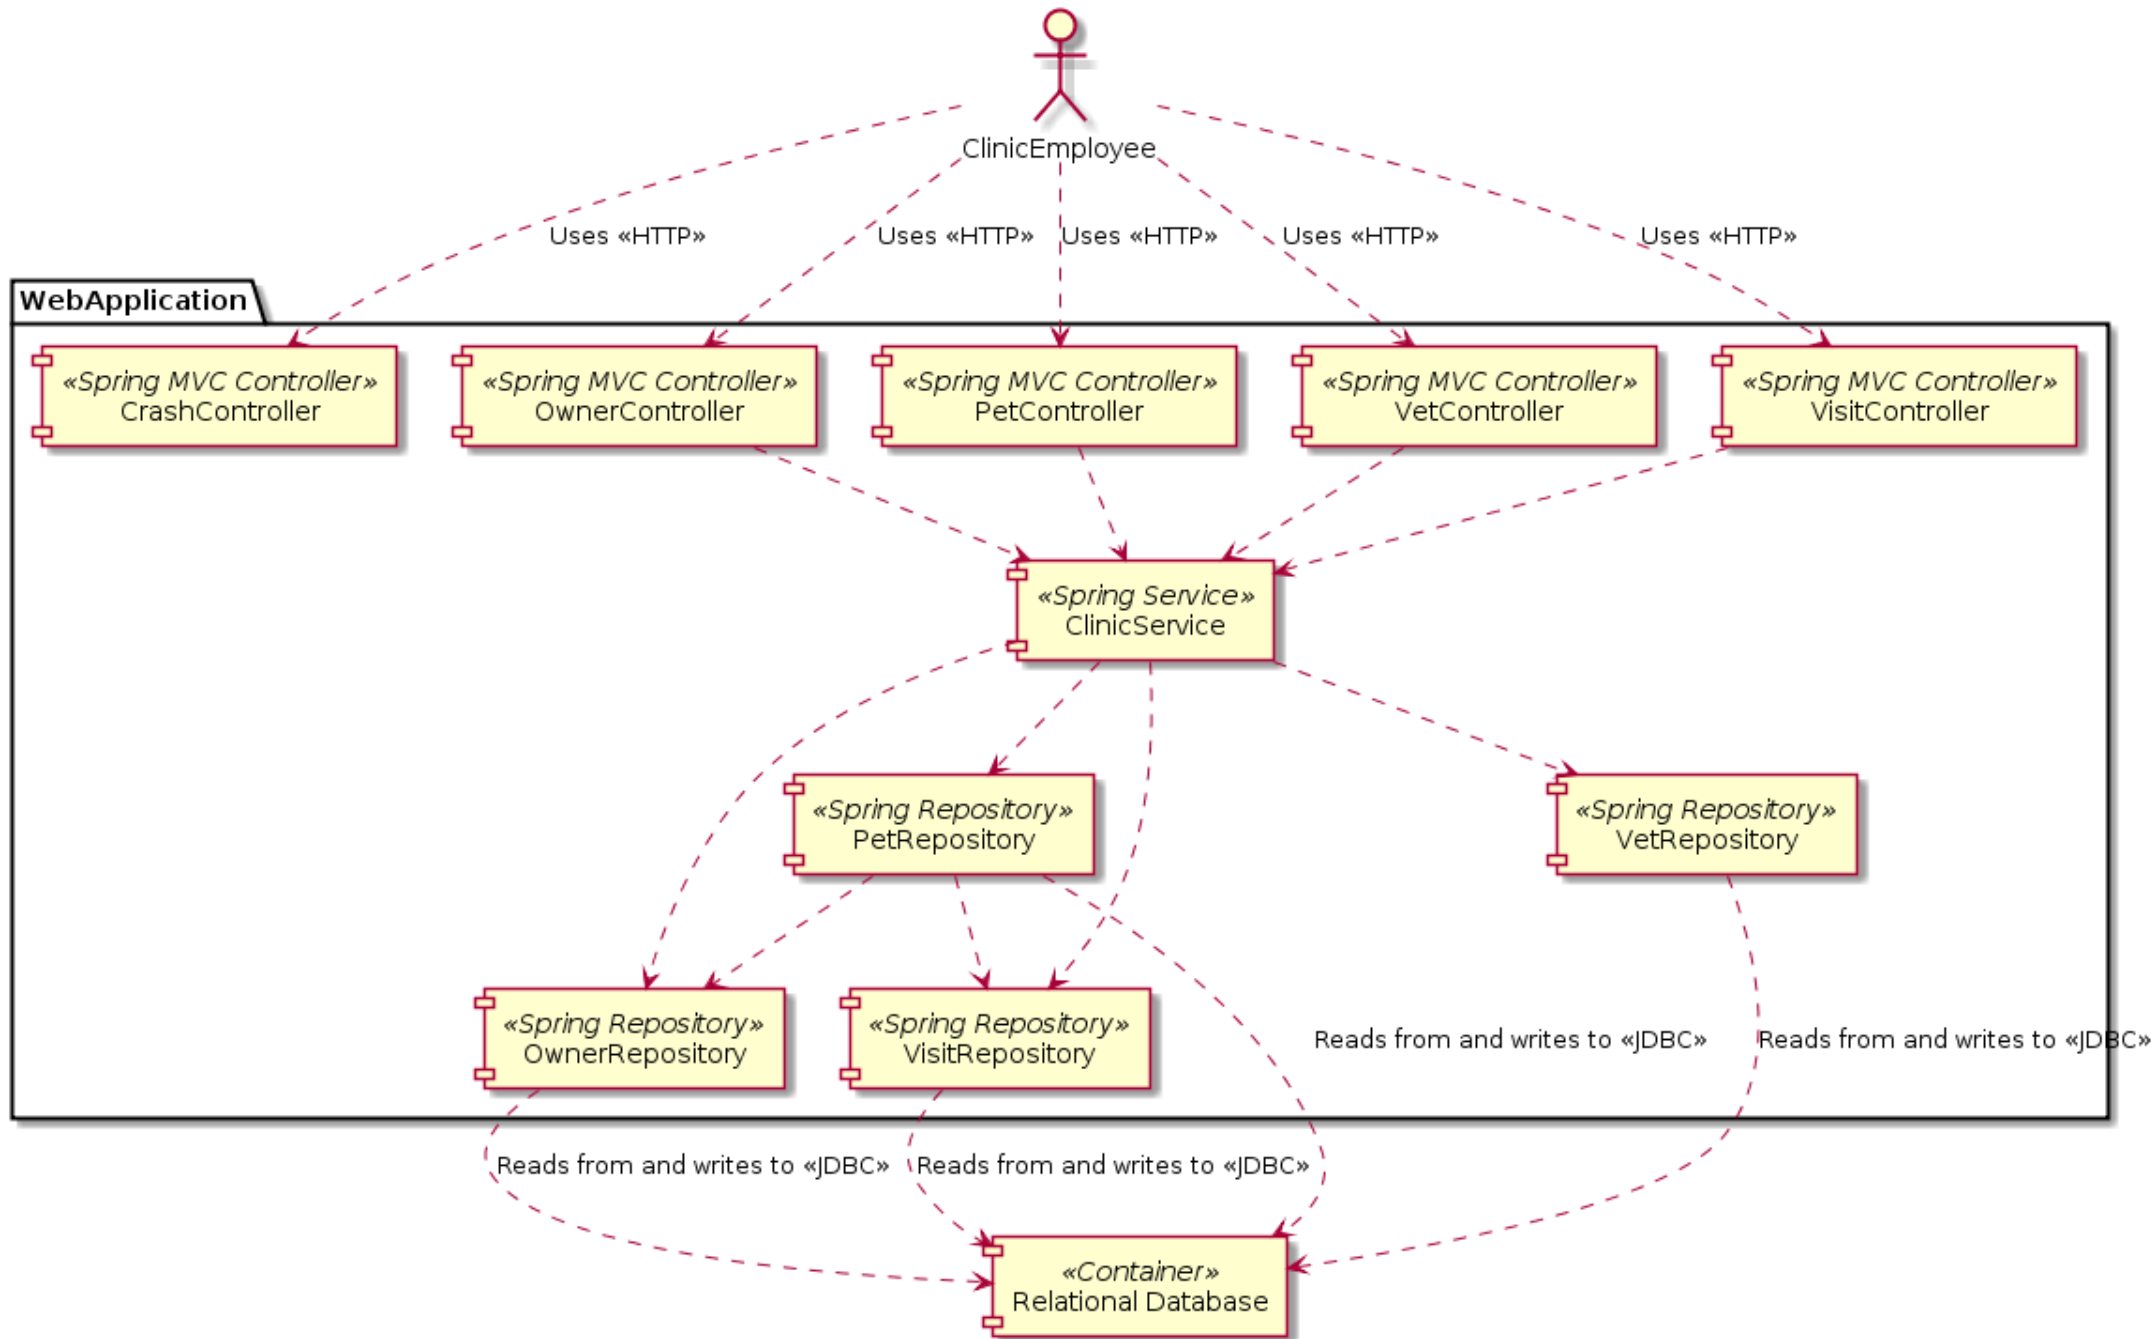 ClinicEmployee
Uses «HTTP»
Uses «HTTP»
Uses «HTTP»
Uses «HTTP»
Uses «HTTP»
WebApplication
«Spring MVC Controller»
CrashController
«Spring MVC Controller»
OwnerController
«Spring MVC Controller»
PetController
«Spring MVC Controller»
VetController
«Spring MVC Controller»
VisitController
«Spring Service»
ClinicService
«Spring Repository»
PetRepository
«Spring Repository»
VetRepository
«Spring Repository»
OwnerRepository
«Spring Repository»
VisitRepository
Reads from and writes to «JDBC»
Reads from and writes to «JDBC»
Reads from and writes to «JDBC»
Reads from and writes to «JDBC»
«Container»
Relational Database